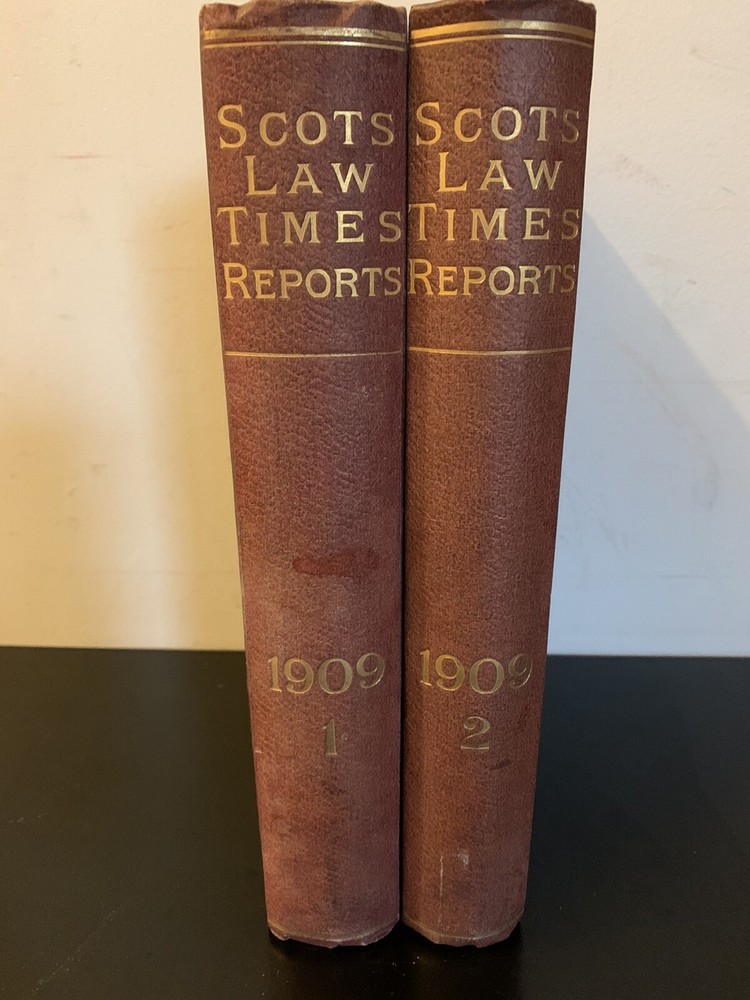 SCOTS
LAW
TIMES
REPORTS
1909
1
SCOTS
LAW
TIMES
REPORTS
1909
2